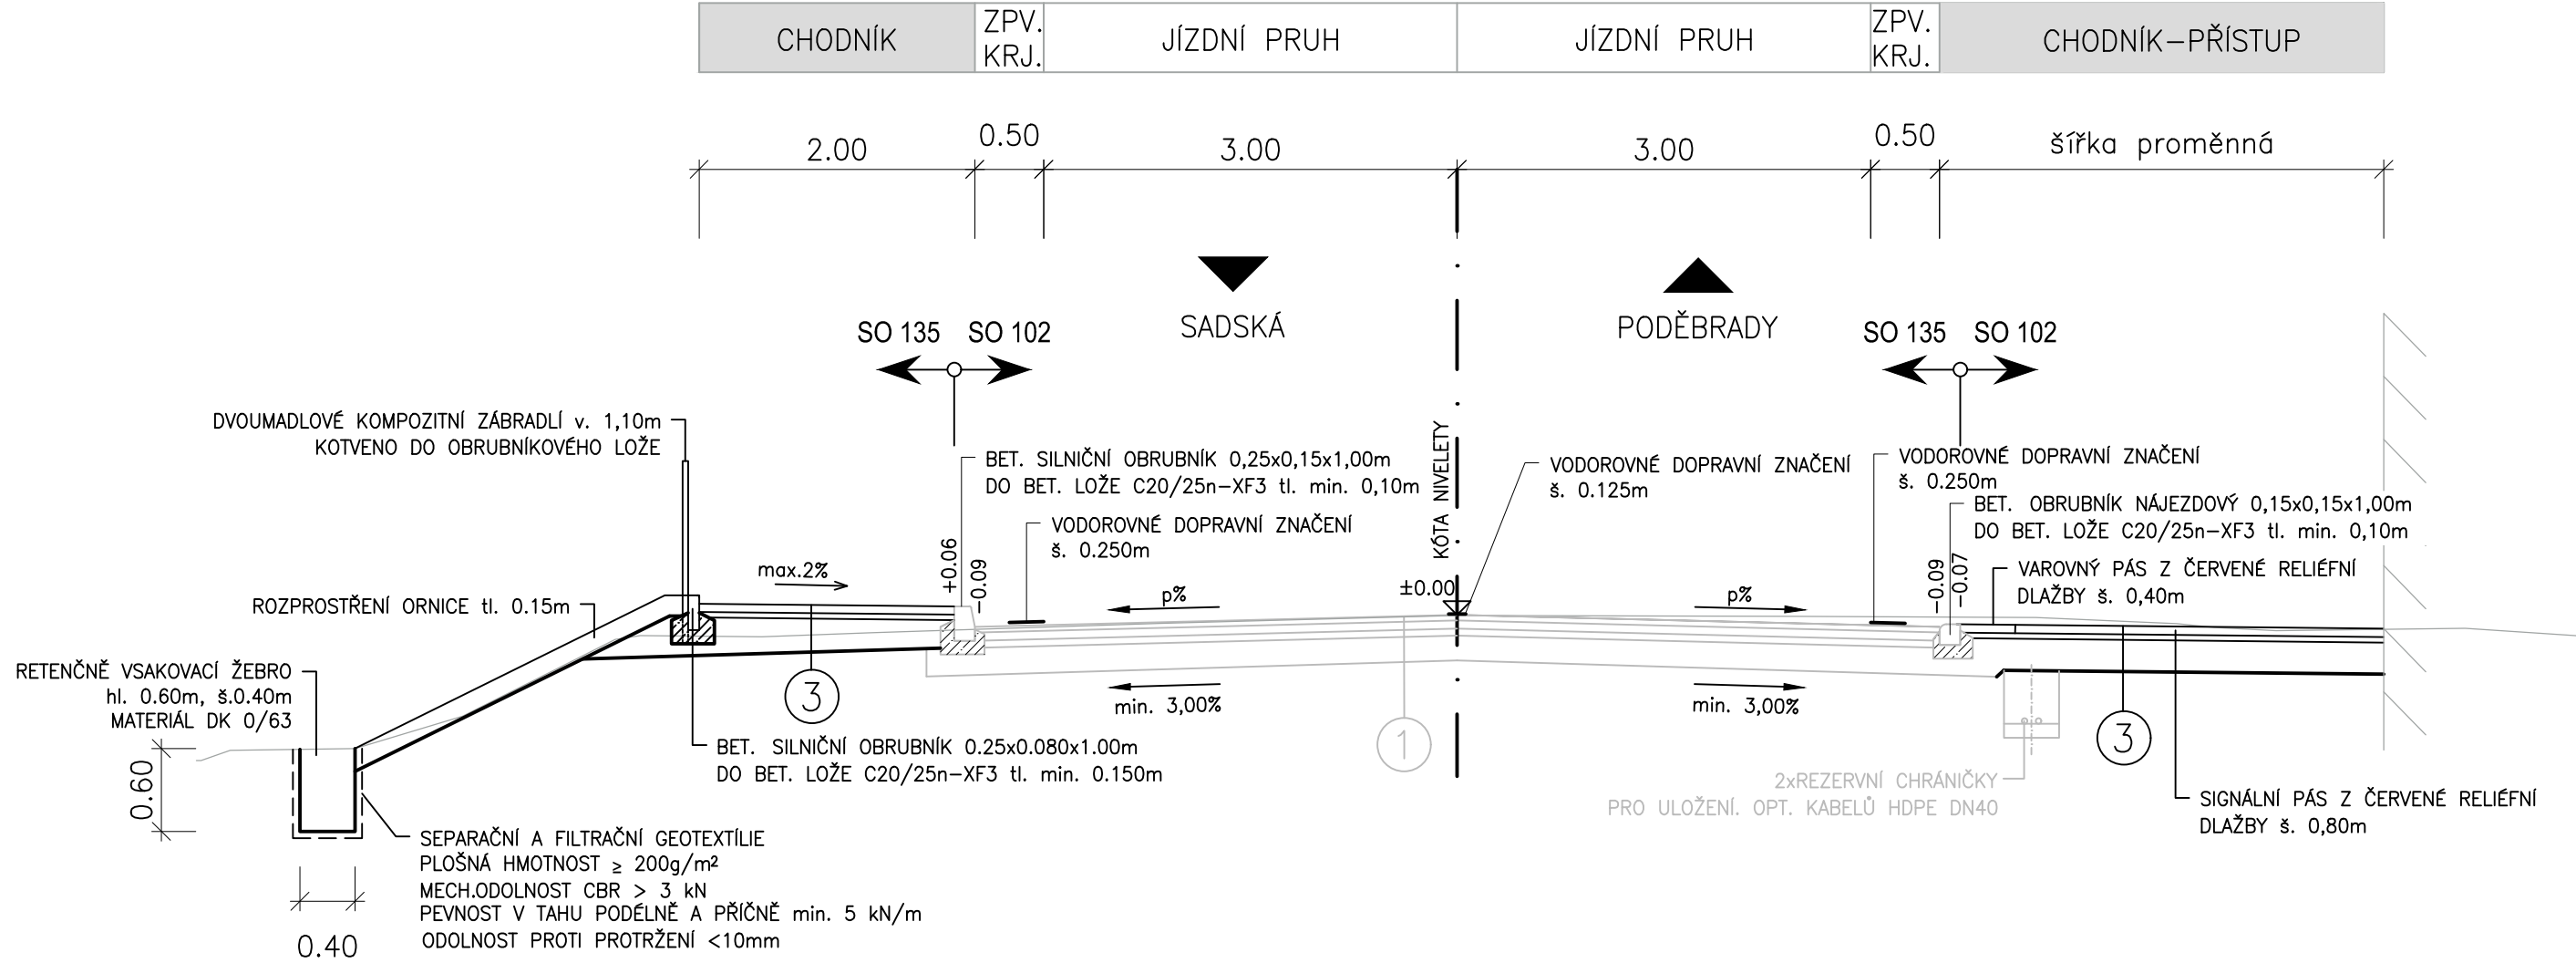 CHODNÍK
ZPV.
KRJ.
JÍZDNÍ PRUH
JÍZDNÍ PRUH
ZPV.
KRJ.
CHODNÍK-PŘÍSTUP
2.00
0.50
3.00
3.00
0.50
šířka proměnná
SADSKÁ
PODĚBRADY
SO 135 SO 102
SO 135 SO 102
DVOUMADLOVÉ KOMPOZITNÍ ZÁBRADLÍ v. 1,10m
KOTVENO DO OBRUBNÍKOVÉHO LOŽE
BET. SILNIČNÍ OBRUBNÍK 0,25x0,15x1,00m
DO BET. LOŽE C20/25n-XF3 tl. min. 0,10m
VODOROVNÉ DOPRAVNÍ ZNAČENÍ
š. 0.250m
KÓTA NIVELETY
VODOROVNÉ DOPRAVNÍ ZNAČENÍ
š. 0.125m
VODOROVNÉ DOPRAVNÍ ZNAČENÍ
š. 0.250m
BET. OBRUBNÍK NÁJEZDOVÝ 0,15x0,15x1,00m
DO BET. LOŽE C20/25n-XF3 tl. min. 0,10m
VAROVNÝ PÁS Z ČERVENÉ RELIÉFNÍ
DLAŽBY š. 0,40m
max.2%
+0.06
-0.09
±0.00
-0.09
-0.07
p%
p%
ROZPROSTŘENÍ ORNICE tl. 0.15m
RETENČNĚ VSAKOVACÍ ŽEBRO
hl. 0.60m, š.0.40m
MATERIÁL DK 0/63
3
min. 3,00%
min. 3,00%
1
3
BET. SILNIČNÍ OBRUBNÍK 0.25x0.080x1.00m
DO BET. LOŽE C20/25n-XF3 tl. min. 0.150m
2xREZERVNÍ CHRÁNIČKY
PRO ULOŽENÍ. OPT. KABELŮ HDPE DN40
SIGNÁLNÍ PÁS Z ČERVENÉ RELIÉFNÍ
DLAŽBY š. 0,80m
0.60
0.40
SEPARAČNÍ A FILTRAČNÍ GEOTEXTÍLIE
PLOŠNÁ HMOTNOST ≥ 200g/m²
MECH.ODOLNOST CBR > 3 kN
PEVNOST V TAHU PODÉLNĚ A PŘÍČNĚ min. 5 kN/m
ODOLNOST PROTI PROTRŽENÍ <10mm